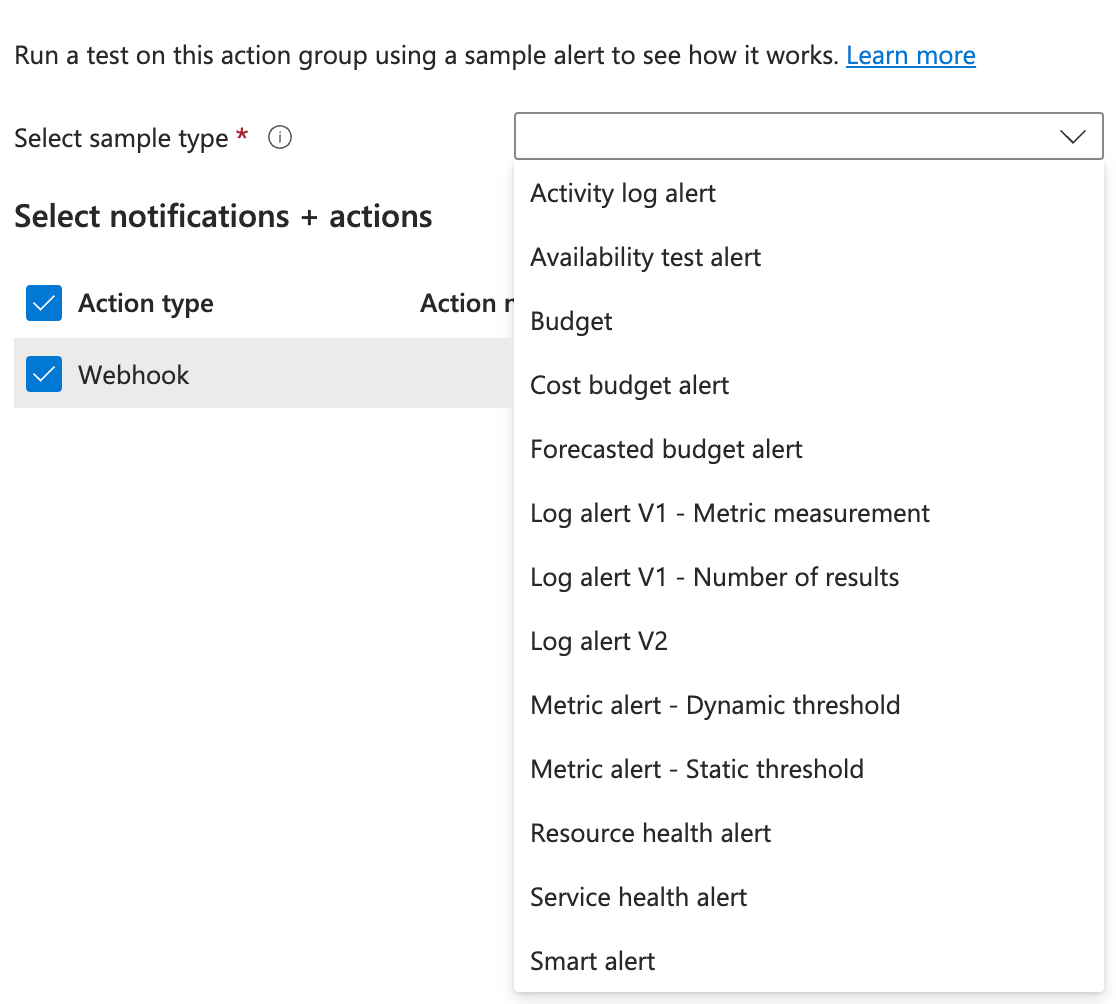 Run a test on this action group using a sample alert to see how it works. Learn more
Select sample type *
Select notifications + actions
Action type
Action
Webhook
Activity log alert
Availability test alert
Budget
Cost budget alert
Forecasted budget alert
Log alert V1 - Metric measurement
Log alert V1 - Number of results
Log alert V2
Metric alert - Dynamic threshold
Metric alert - Static threshold
Resource health alert
Service health alert
Smart alert